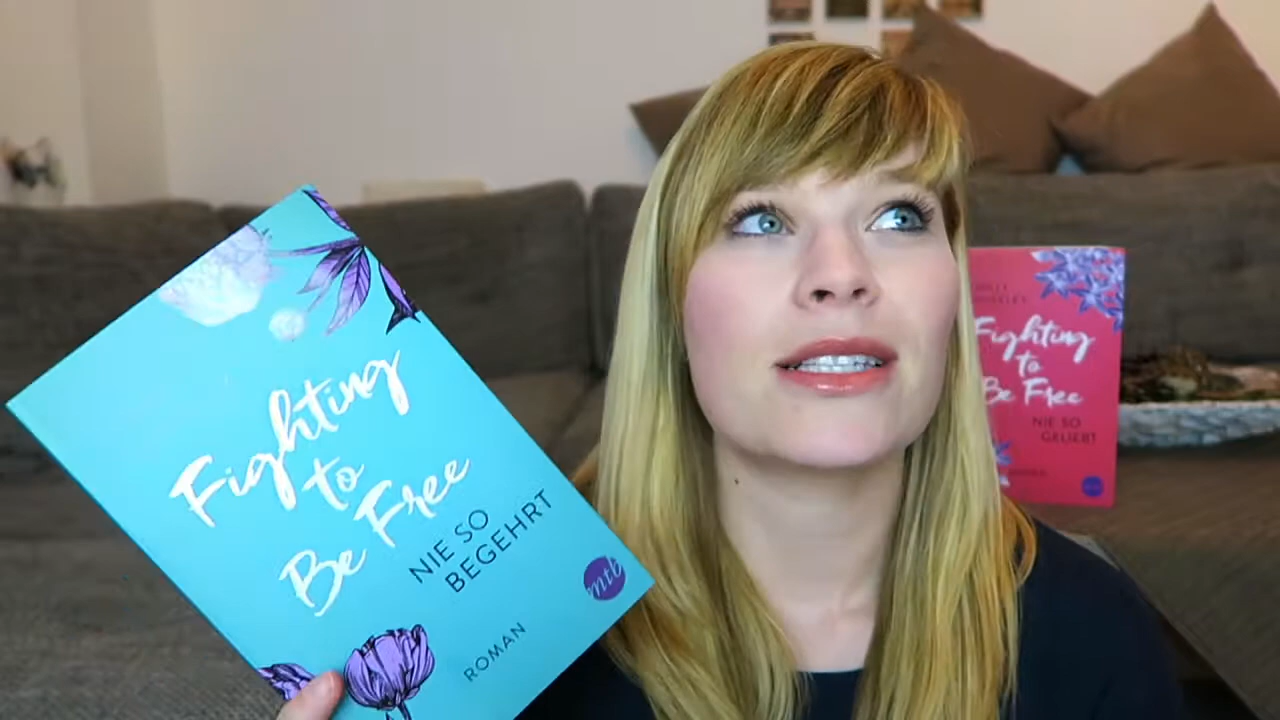 Fighting
to
Be Free
NIE SO
BEGEHRT
mtb
ROMAN
Fighting
to
Be Free
NIE SO
GELIEBT